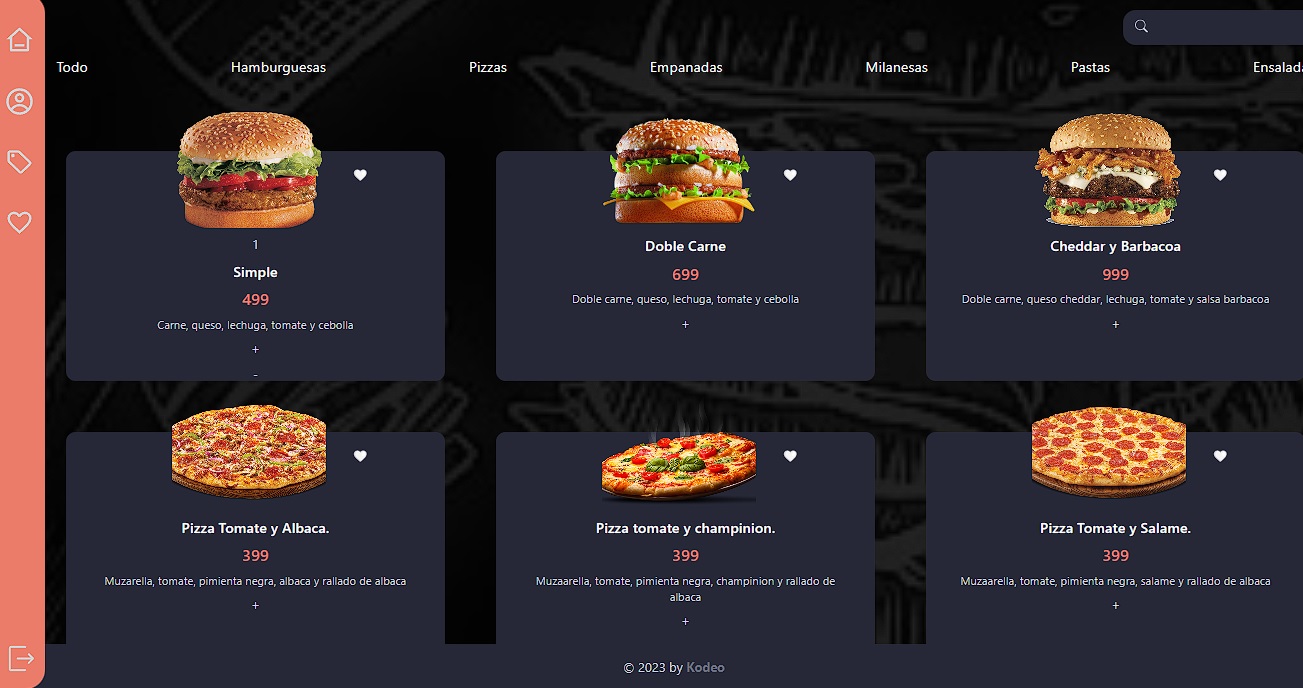 Todo Hamburguesas Pizzas Empanadas Milanesas Pastas Ensalada
1
Simple
499
Carne, queso, lechuga, tomate y cebolla
+
-
Doble Carne
699
Doble carne, queso, lechuga, tomate y cebolla
+
Cheddar y Barbacoa
999
Doble carne, queso cheddar, lechuga, tomate y salsa barbacoa
+
Pizza Tomate y Albaca.
399
Muzarella, tomate, pimienta negra, albaca y rallado de albaca
+
Pizza tomate y champinion.
399
Muzaarella, tomate, pimienta negra, champinion y rallado de
albaca
+
Pizza Tomate y Salame.
399
Muzaarella, tomate, pimienta negra, salame y rallado de albaca
+
© 2023 by Kodeo